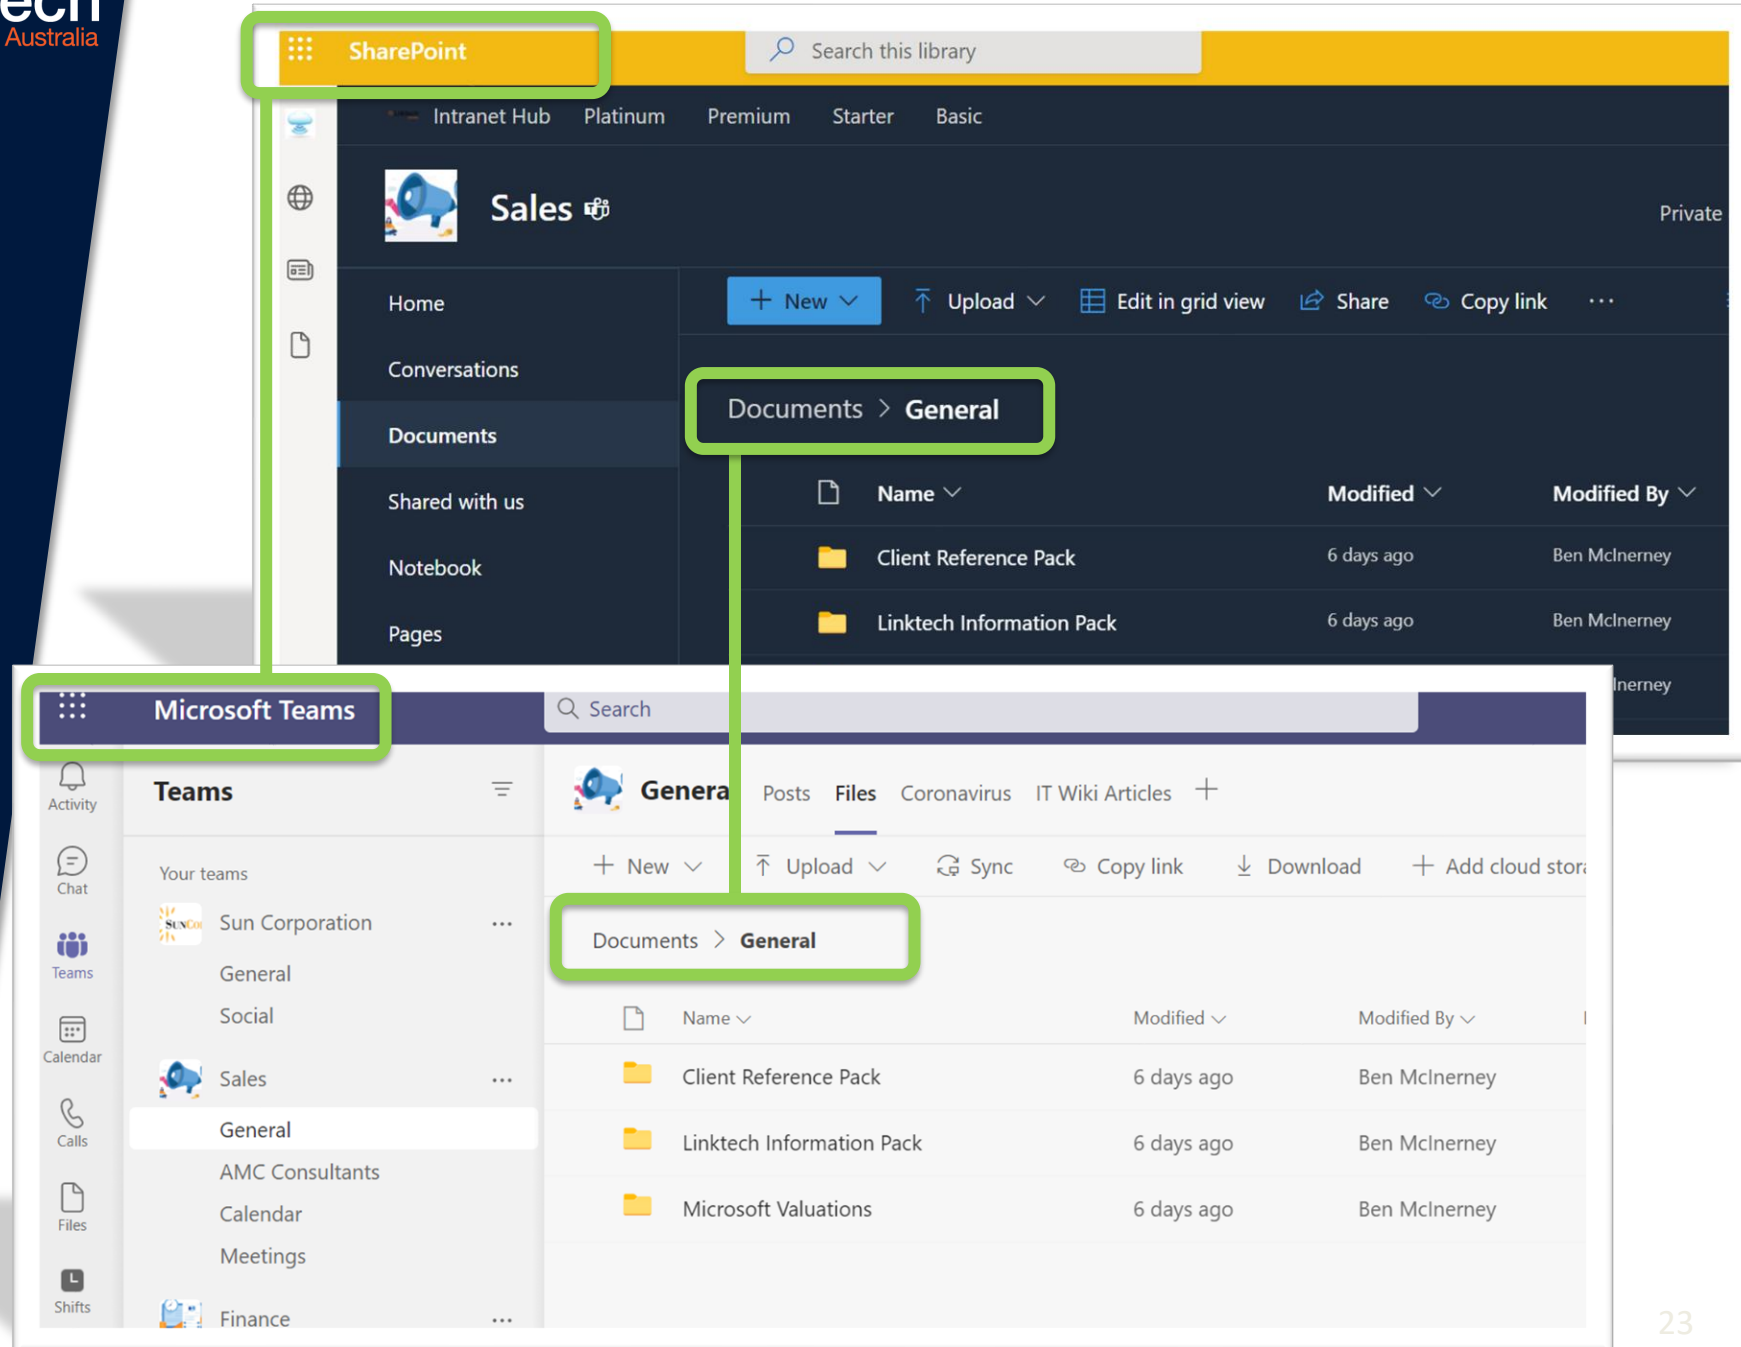 ech
Australia
SharePoint
Search this library
Intranet Hub Platinum Premium Starter Basic
Sales
Private
Home
Conversations
Documents
Shared with us
Notebook
Pages
New Upload Edit in grid view Share Copy link ...
Documents > General
Name Modified Modified By
Client Reference Pack 6 days ago Ben McInerney
Linktech Information Pack 6 days ago Ben McInerney
Inerney
Microsoft Teams
Search
Activity
Chat
Teams
Calendar
Calls
Files
Shifts
Teams
Your teams
SunCo
Sun Corporation ...
General
Social
Sales ...
General
AMC Consultants
Calendar
Meetings
Finance ...
Genera Posts Files Coronavirus IT Wiki Articles +
+ New Upload Sync Copy link Download + Add cloud stora
Documents > General
Name Modified Modified By
Client Reference Pack 6 days ago Ben McInerney
Linktech Information Pack 6 days ago Ben McInerney
Microsoft Valuations 6 days ago Ben McInerney
23